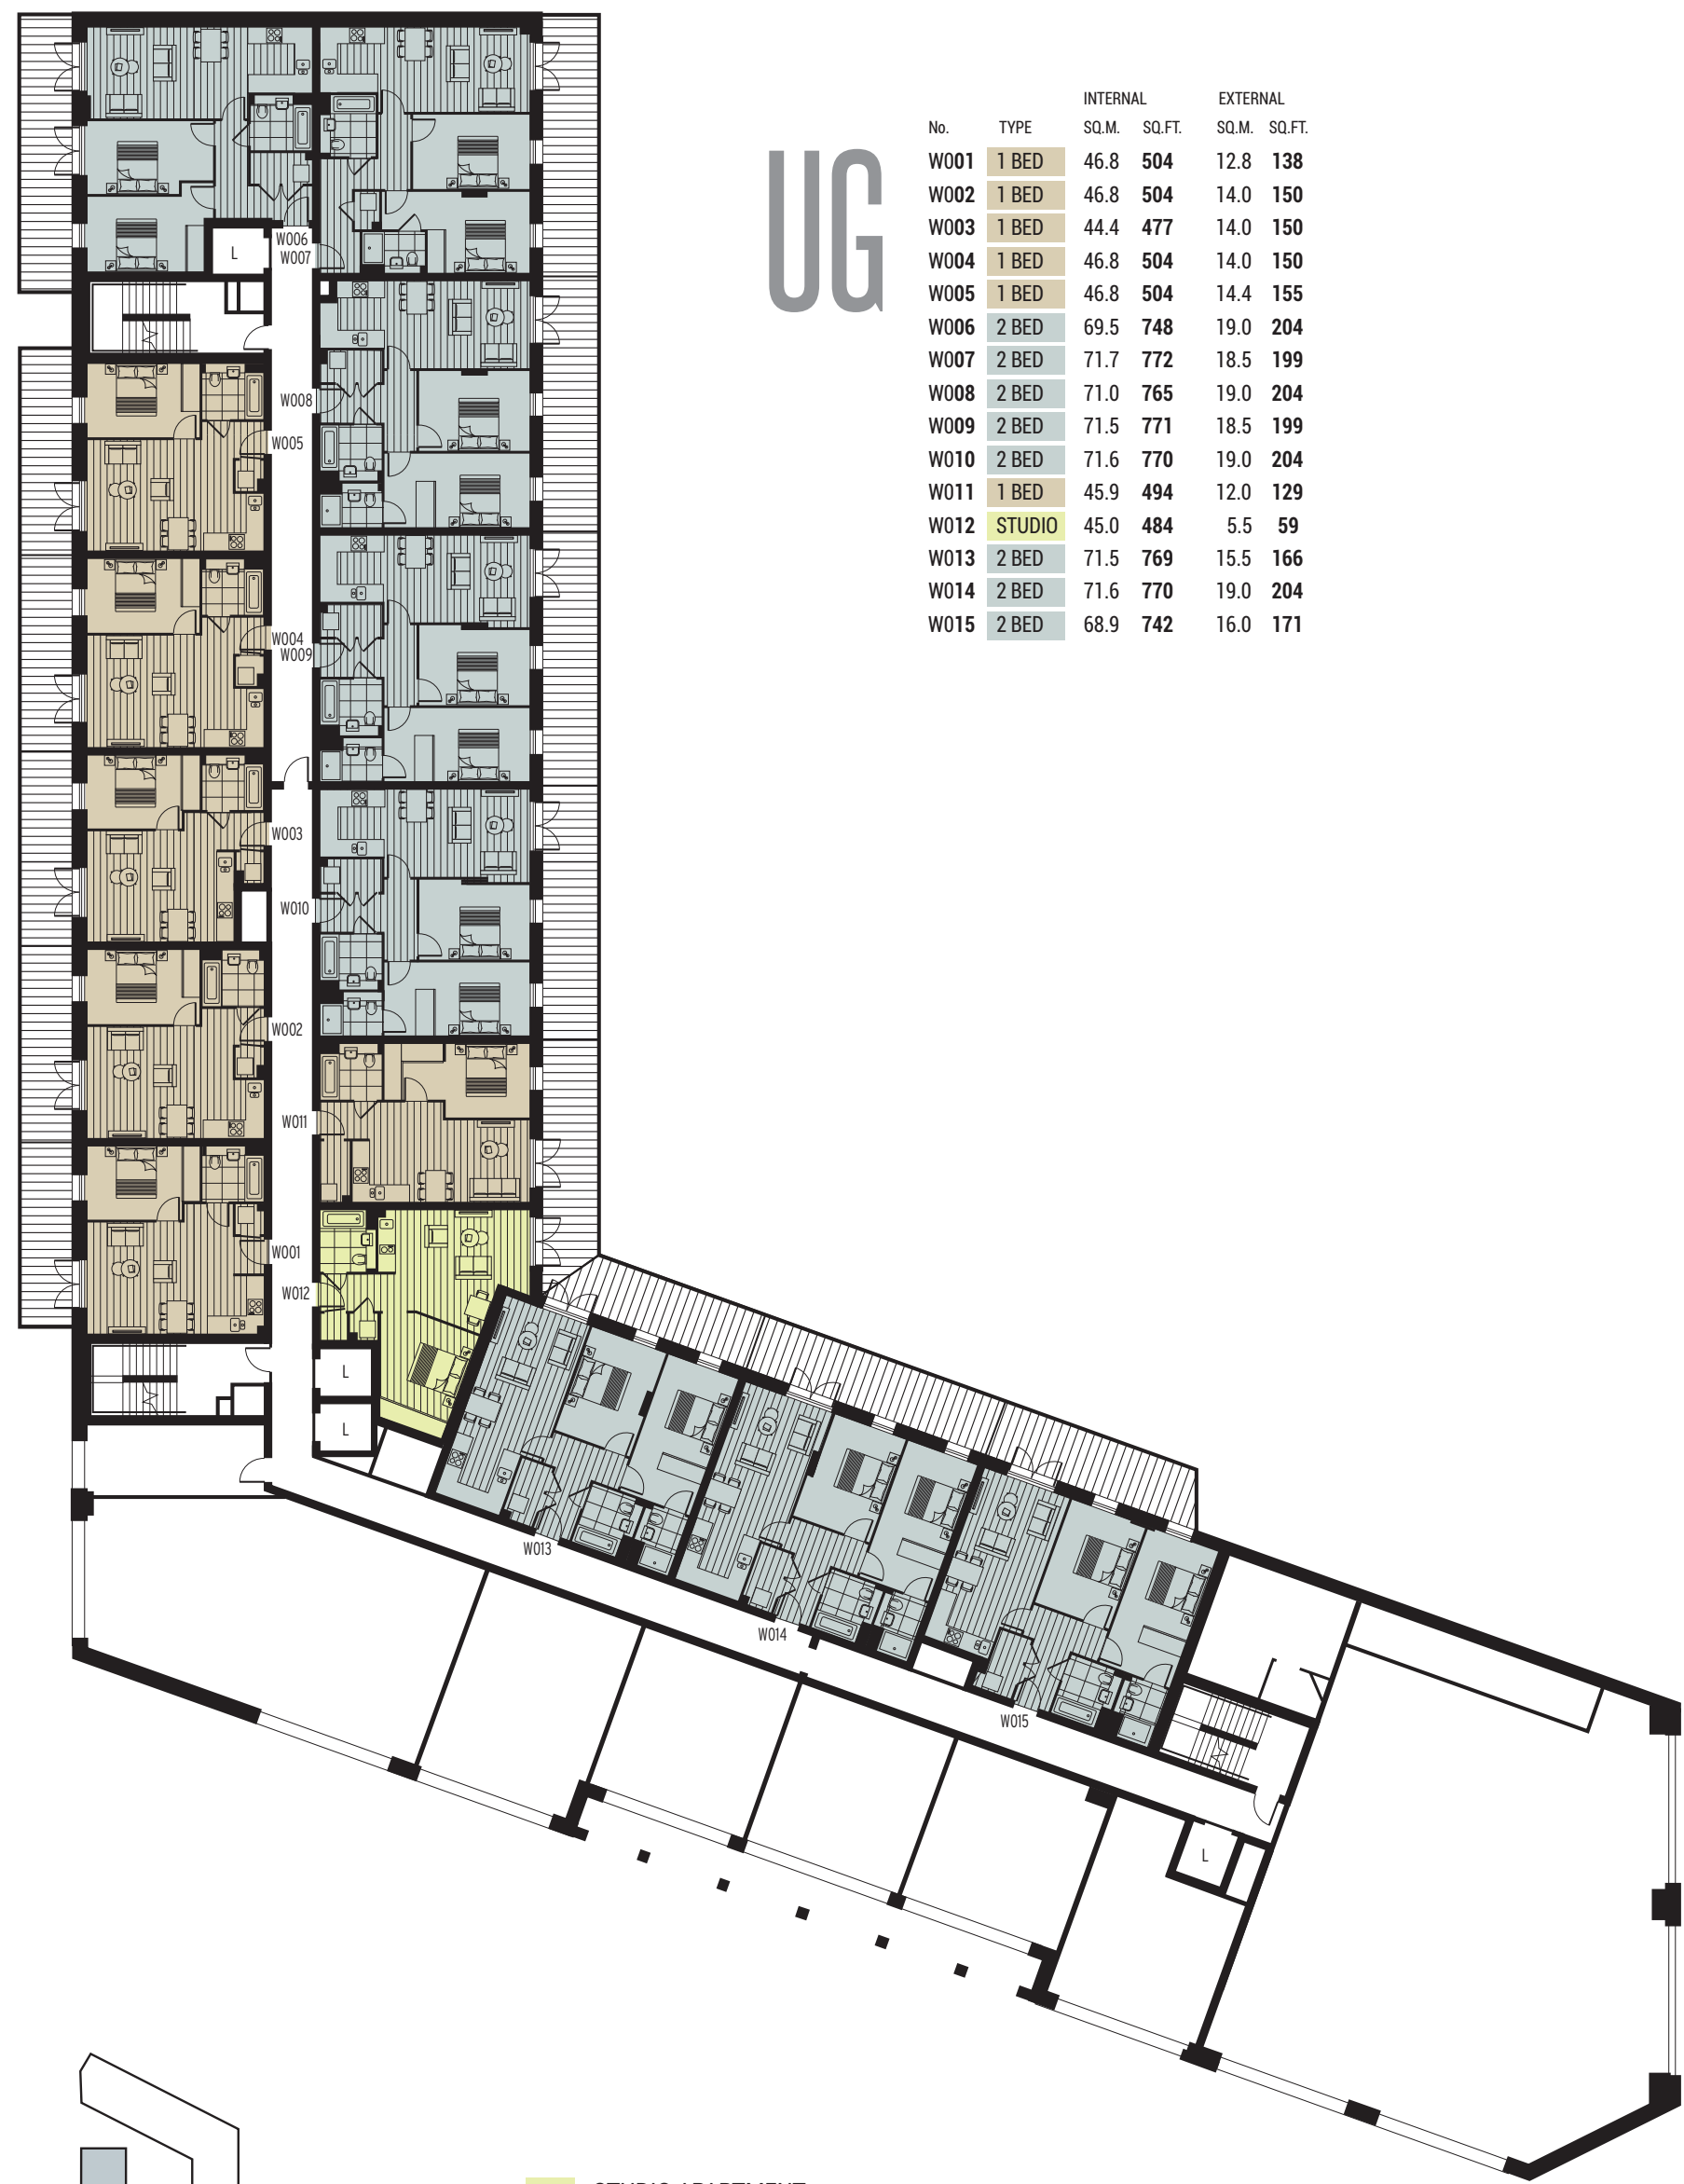 UG
INTERNAL EXTERNAL
No. TYPE SQ.M. SQ.FT. SQ.M. SQ.FT.
W001 1 BED 46.8 504 12.8 138
W002 1 BED 46.8 504 14.0 150
W003 1 BED 44.4 477 14.0 150
W004 1 BED 46.8 504 14.0 150
W005 1 BED 46.8 504 14.4 155
W006 2 BED 69.5 748 19.0 204
W007 2 BED 71.7 772 18.5 199
W008 2 BED 71.0 765 19.0 204
W009 2 BED 71.5 771 18.5 199
W010 2 BED 71.6 770 19.0 204
W011 1 BED 45.9 494 12.0 129
W012 STUDIO 45.0 484 5.5 59
W013 2 BED 71.5 769 15.5 166
W014 2 BED 71.6 770 19.0 204
W015 2 BED 68.9 742 16.0 171
W006
L
W007
W008
W005
W004
W009
W003
W010
W002
W011
W001
W012
L
L
W013
W014
W015
L
STUDIO APARTMENT